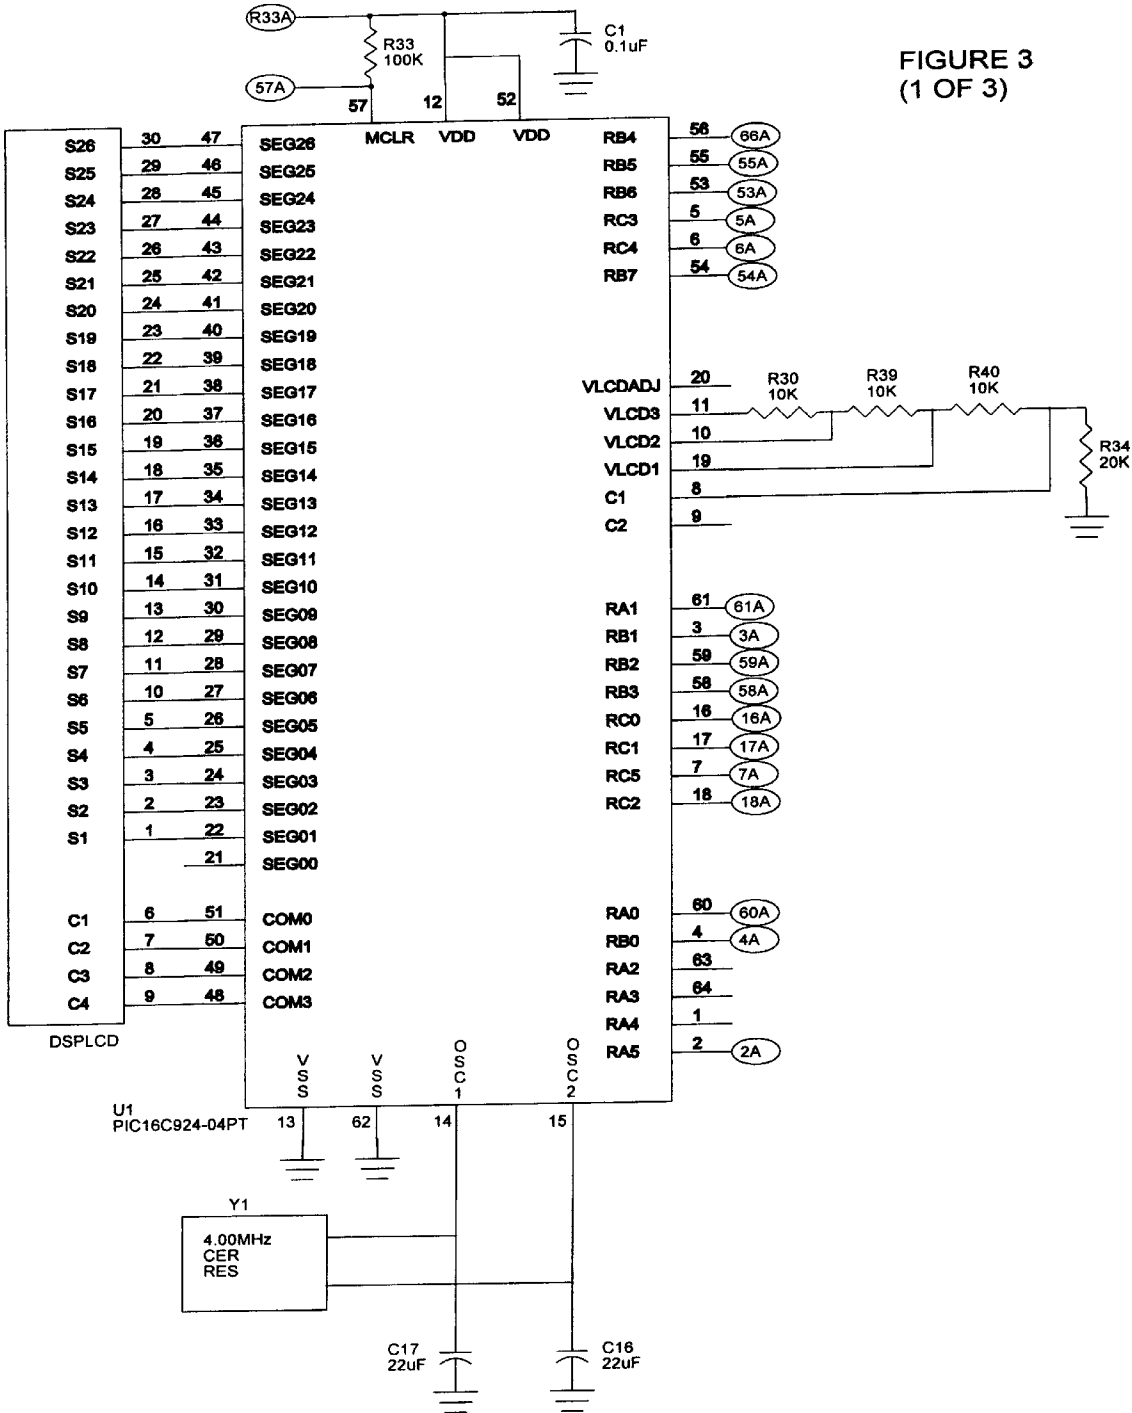 FIGURE 3
(1 OF 3)
R33A
R33
100K
C1
0.1uF
57A
57
12
52
MCLR
VDD
VDD
S26 30 47 SEG26
S25 29 46 SEG25
S24 28 45 SEG24
S23 27 44 SEG23
S22 26 43 SEG22
S21 25 42 SEG21
S20 24 41 SEG20
S19 23 40 SEG19
S18 22 39 SEG18
S17 21 38 SEG17
S16 20 37 SEG16
S15 19 36 SEG15
S14 18 35 SEG14
S13 17 34 SEG13
S12 16 33 SEG12
S11 15 32 SEG11
S10 14 31 SEG10
S9 13 30 SEG09
S8 12 29 SEG08
S7 11 28 SEG07
S6 10 27 SEG06
S5 5 26 SEG05
S4 4 25 SEG04
S3 3 24 SEG03
S2 2 23 SEG02
S1 1 22 SEG01
21 SEG00
C1 6 51 COM0
C2 7 50 COM1
C3 8 49 COM2
C4 9 48 COM3
DSPLCD
RB4 56 66A
RB5 55 55A
RB6 53 53A
RC3 5 5A
RC4 6 6A
RB7 54 54A
VLCDADJ 20
VLCD3 11
VLCD2 10
VLCD1 19
C1 8
C2 9
R30
10K
R39
10K
R40
10K
R34
20K
RA1 61 61A
RB1 3 3A
RB2 59 59A
RB3 58 58A
RC0 16 16A
RC1 17 17A
RC5 7 7A
RC2 18 18A
RA0 60 60A
RB0 4 4A
RA2 63
RA3 64
RA4 1
RA5 2 2A
VSS
VSS
OSC1
OSC2
U1
PIC16C924-04PT
13
62
14
15
Y1
4.00MHz
CER
RES
C17
22uF
C16
22uF